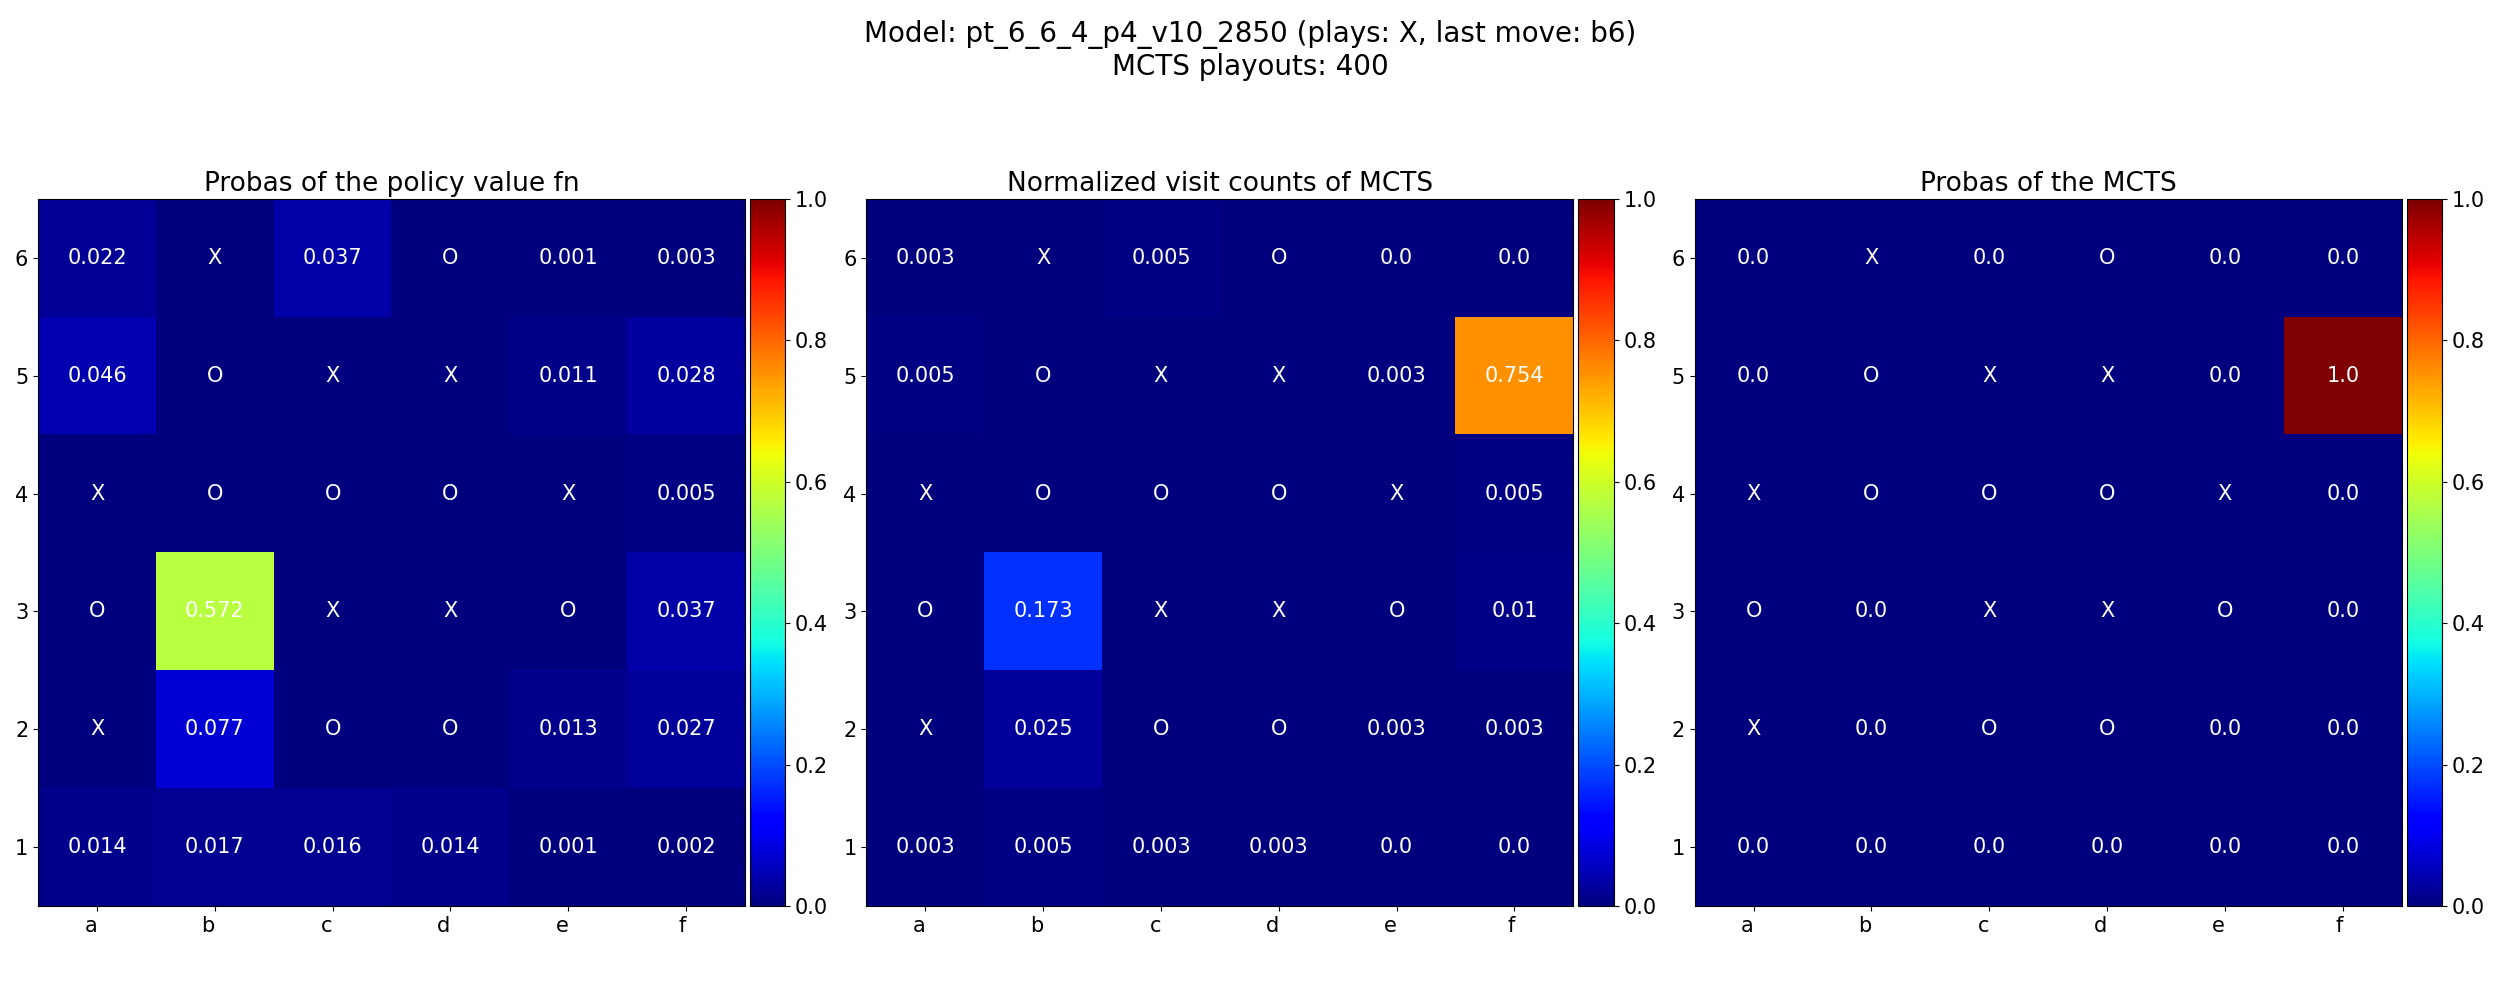 Model: pt_6_6_4_p4_v10_2850 (plays: X, last move: b6)
MCTS playouts: 400
Probas of the policy value fn
6 0.022 X 0.037 O 0.001 0.003
5 0.046 O X X 0.011 0.028
4 X O O O X 0.005
3 O 0.572 X X O 0.037
2 X 0.077 O O 0.013 0.027
1 0.014 0.017 0.016 0.014 0.001 0.002
a b c d e f
1.0
0.8
0.6
0.4
0.2
0.0
Normalized visit counts of MCTS
6 0.003 X 0.005 O 0.0 0.0
5 0.005 O X X 0.003 0.754
4 X O O O X 0.005
3 O 0.173 X X O 0.01
2 X 0.025 O O 0.003 0.003
1 0.003 0.005 0.003 0.003 0.0 0.0
a b c d e f
1.0
0.8
0.6
0.4
0.2
0.0
Probas of the MCTS
6 0.0 X 0.0 O 0.0 0.0
5 0.0 O X X 0.0 1.0
4 X O O O X 0.0
3 O 0.0 X X O 0.0
2 X 0.0 O O 0.0 0.0
1 0.0 0.0 0.0 0.0 0.0 0.0
a b c d e f
1.0
0.8
0.6
0.4
0.2
0.0